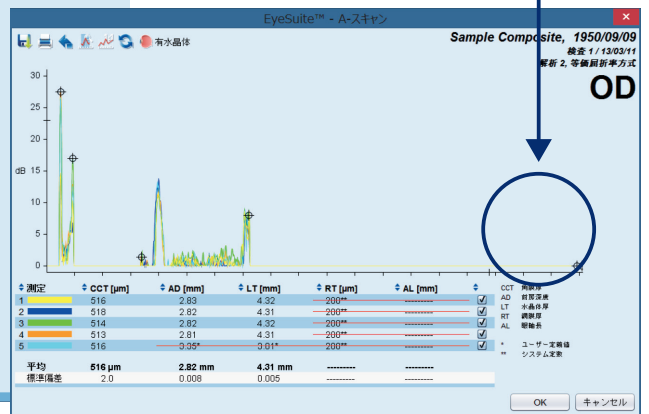 EyeSuite™ - A-スキャン
有水晶体
Sample Composite, 1950/09/09
検査 1 / 13/03/11
解析 2, 等価屈折率方式
OD
30
25
20
dB 15
10
5
0
測定 CCT [µm] AD [mm] LT [mm] RT [µm] AL [mm]
1 516 2.83 4.32 200** ---------
2 518 2.82 4.31 200** ---------
3 514 2.82 4.32 200** ---------
4 513 2.81 4.31 200** ---------
5 516 3.35* 3.01* 200** ---------
平均 516 µm 2.82 mm 4.31 mm --------- ---------
標準偏差 2.0 0.008 0.005 --------- ---------
CCT 角膜厚
AD 前房深度
LT 水晶体厚
RT 網膜厚
AL 眼軸長
* ユーザー定義値
** システム定数
OK キャンセル